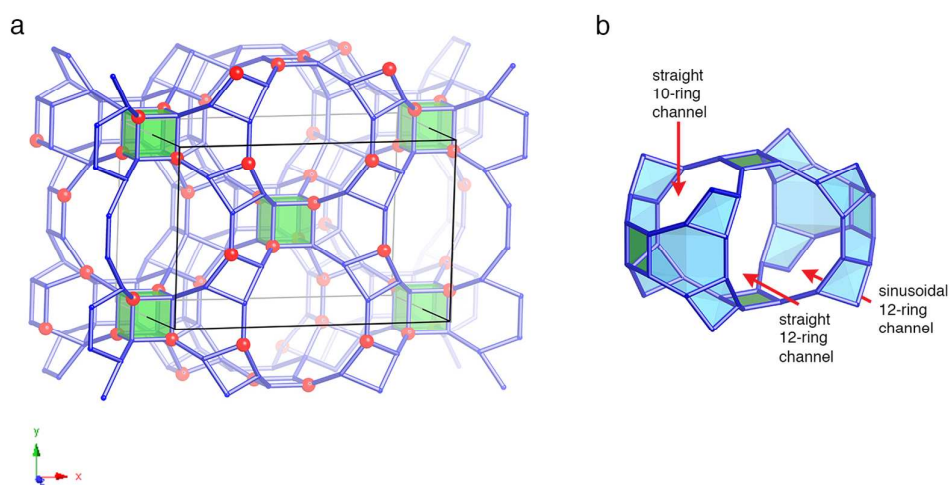 a
b
straight
10-ring
channel
sinusoidal
12-ring
channel
straight
12-ring
channel
y
x